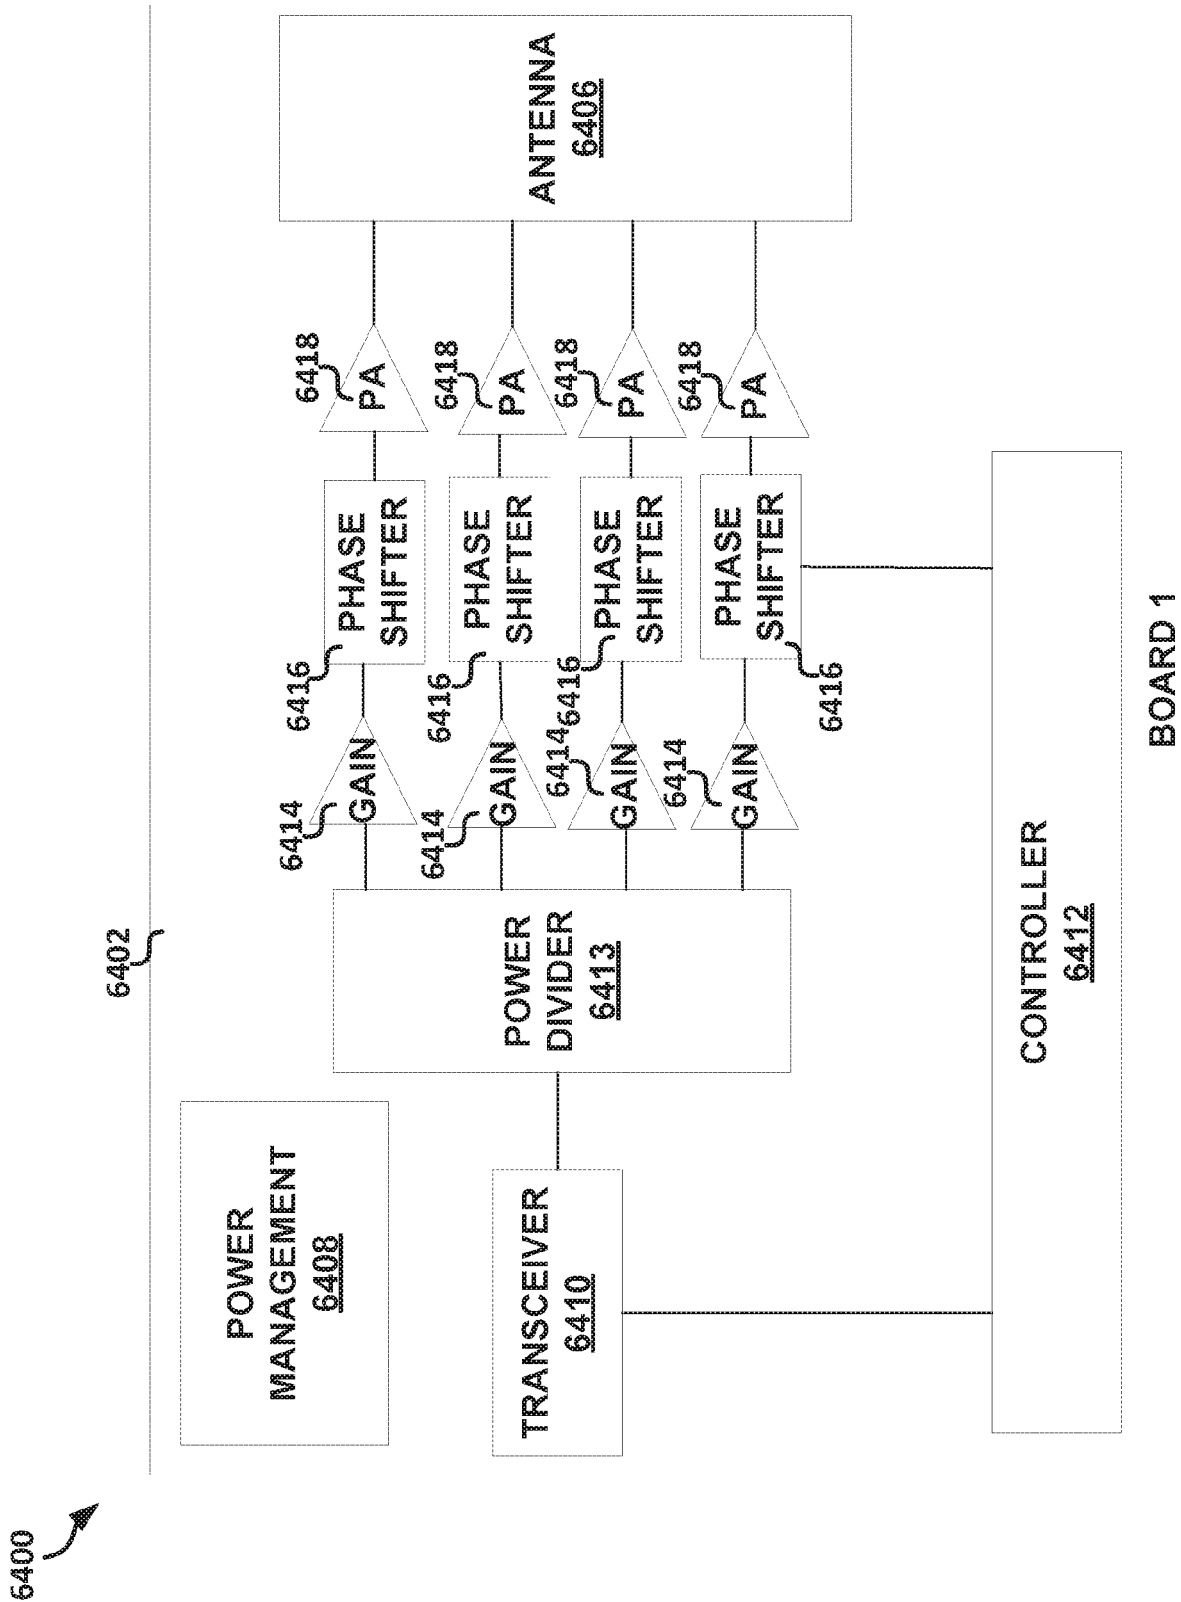 6400
6402
POWER
MANAGEMENT
6408
TRANSCEIVER
6410
POWER
DIVIDER
6413
6414
GAIN
6414
GAIN
6414
GAIN
6414
GAIN
6416
PHASE
SHIFTER
6416
PHASE
SHIFTER
6416
PHASE
SHIFTER
6416
PHASE
SHIFTER
6418
PA
6418
PA
6418
PA
6418
PA
ANTENNA
6406
CONTROLLER
6412
BOARD 1